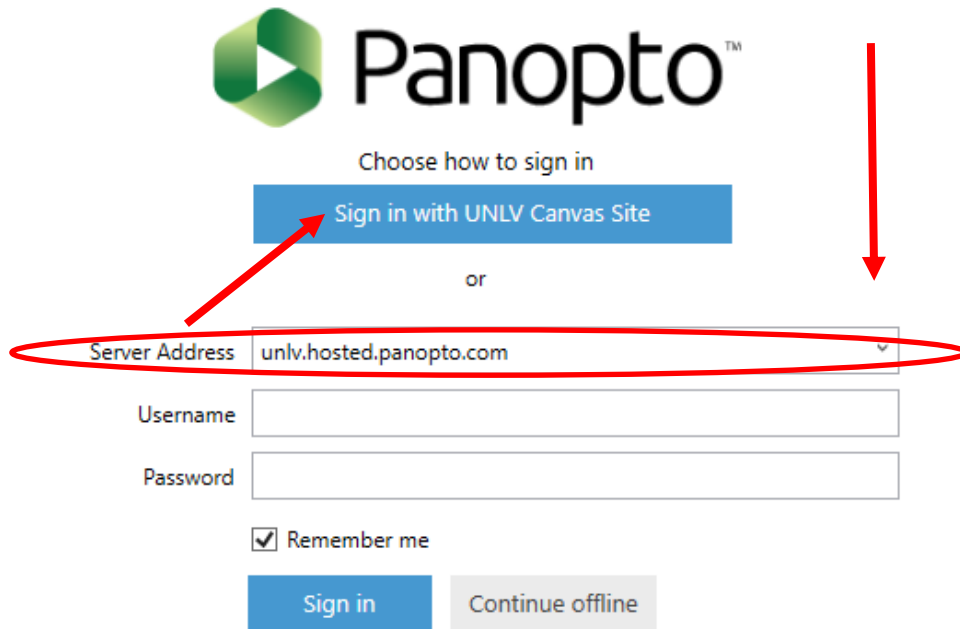 Panopto™
Choose how to sign in
Sign in with UNLV Canvas Site
or
Server Address unlv.hosted.panopto.com
Username
Password
Remember me
Sign in Continue offline